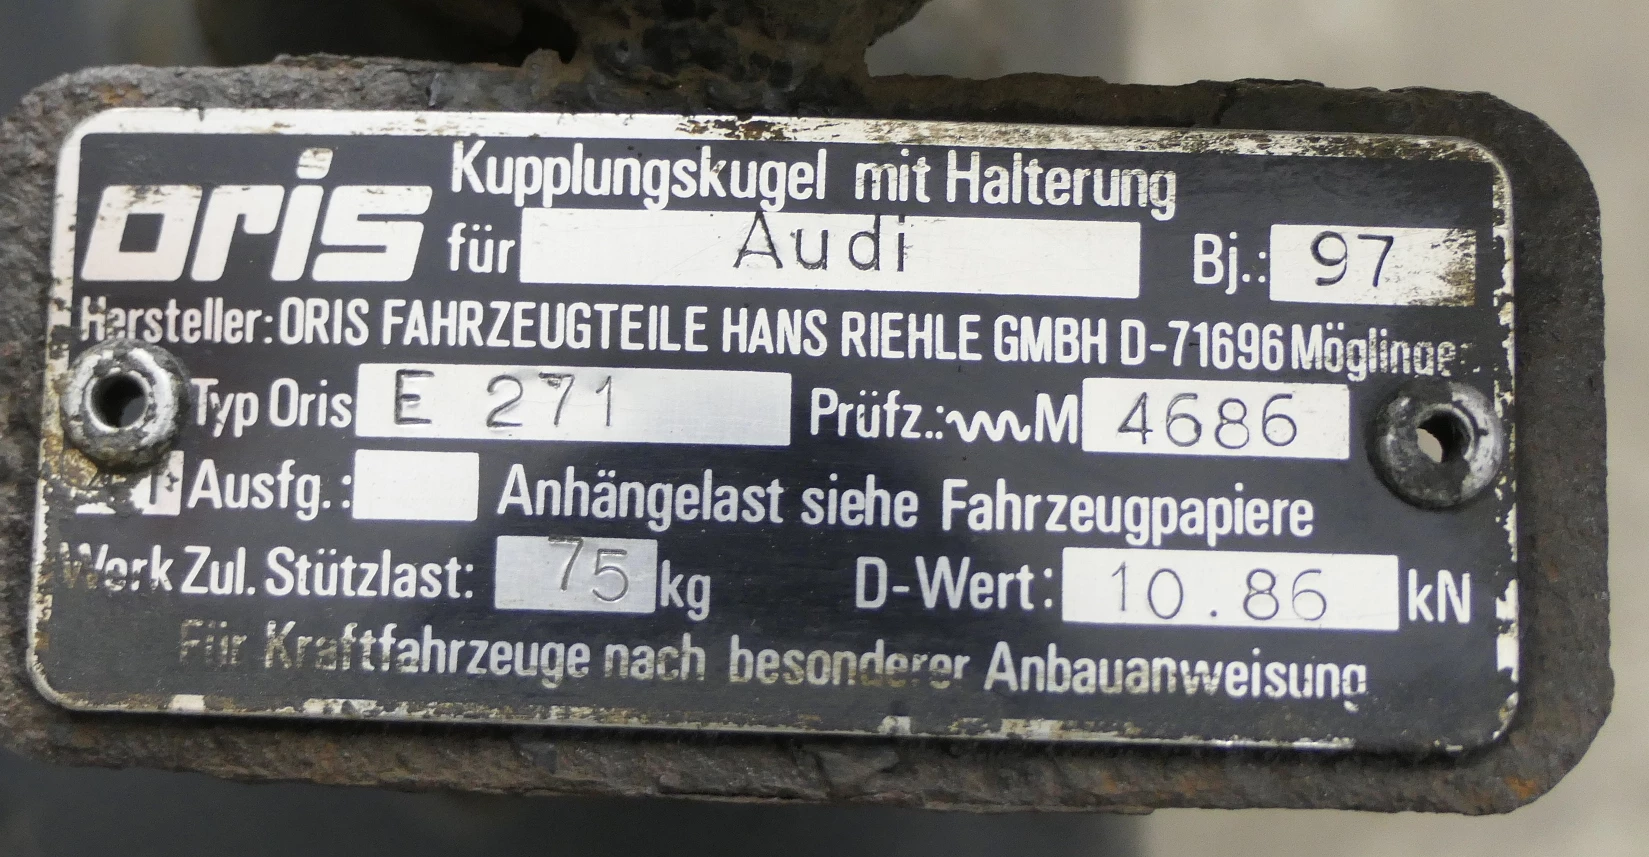 oris Kupplungskugel mit Halterung
für Audi Bj.: 97
Hersteller: ORIS FAHRZEUGTEILE HANS RIEHLE GMBH D-71696 Möglingen
Typ Oris E 271 Prüfz.: M 4686
Ausfg.: Anhängelast siehe Fahrzeugpapiere
Werk Zul. Stützlast: 75 kg D-Wert: 10.86 kN
Für Kraftfahrzeuge nach besonderer Anbauanweisung